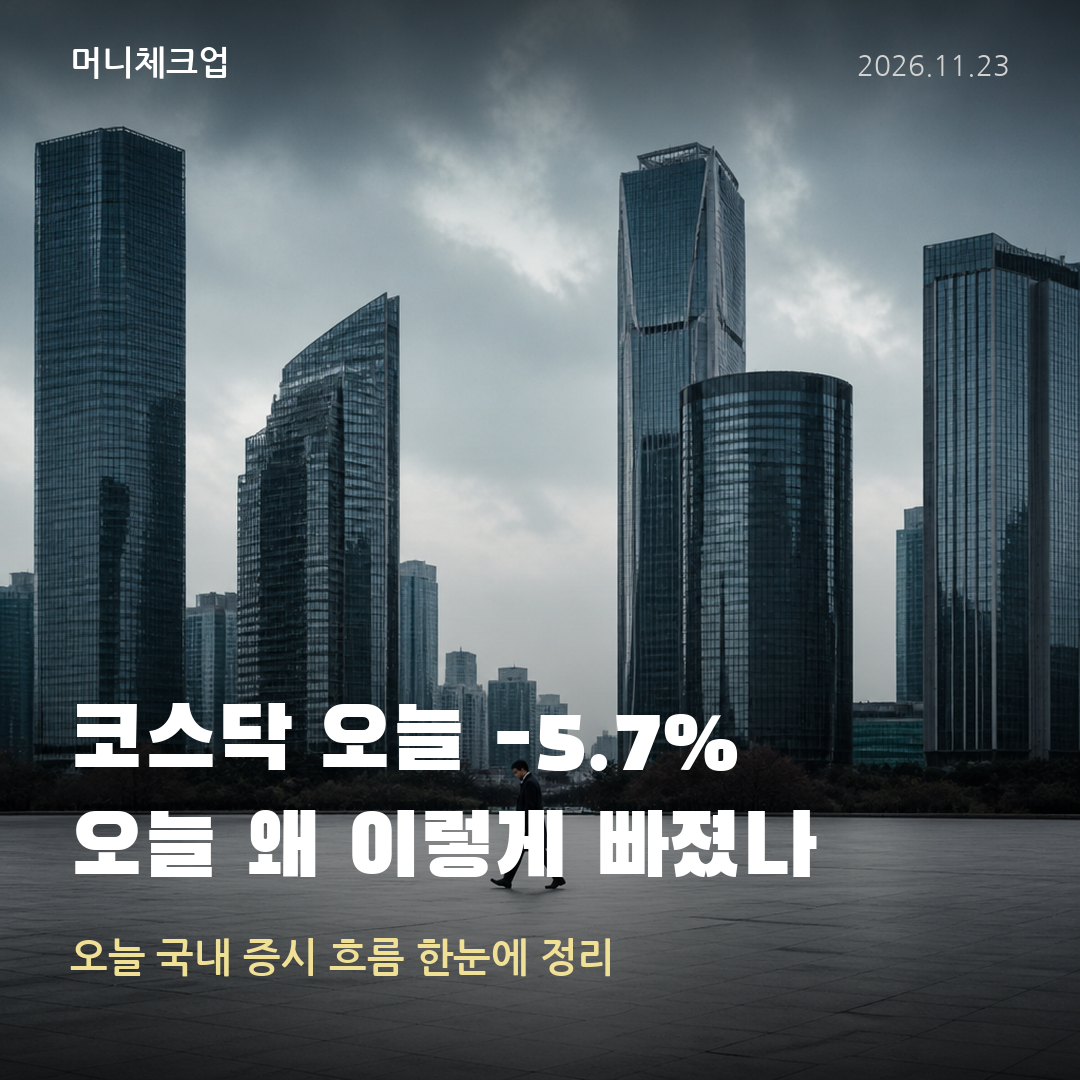 머니체크업
2026.11.23
코스닥 오늘 -5.7%
오늘 왜 이렇게 빠졌나
오늘 국내 증시 흐름 한눈에 정리